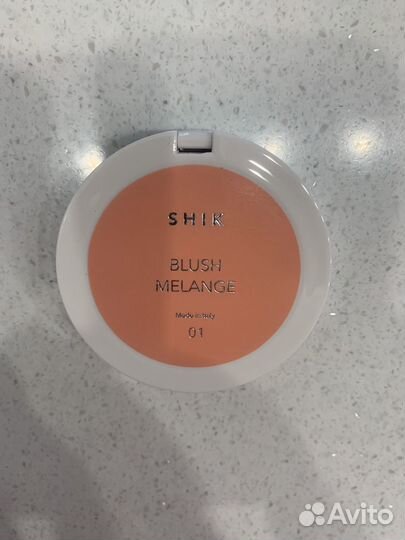 SHIK
BLUSH
MELANGE
Made in Italy
01
Avito